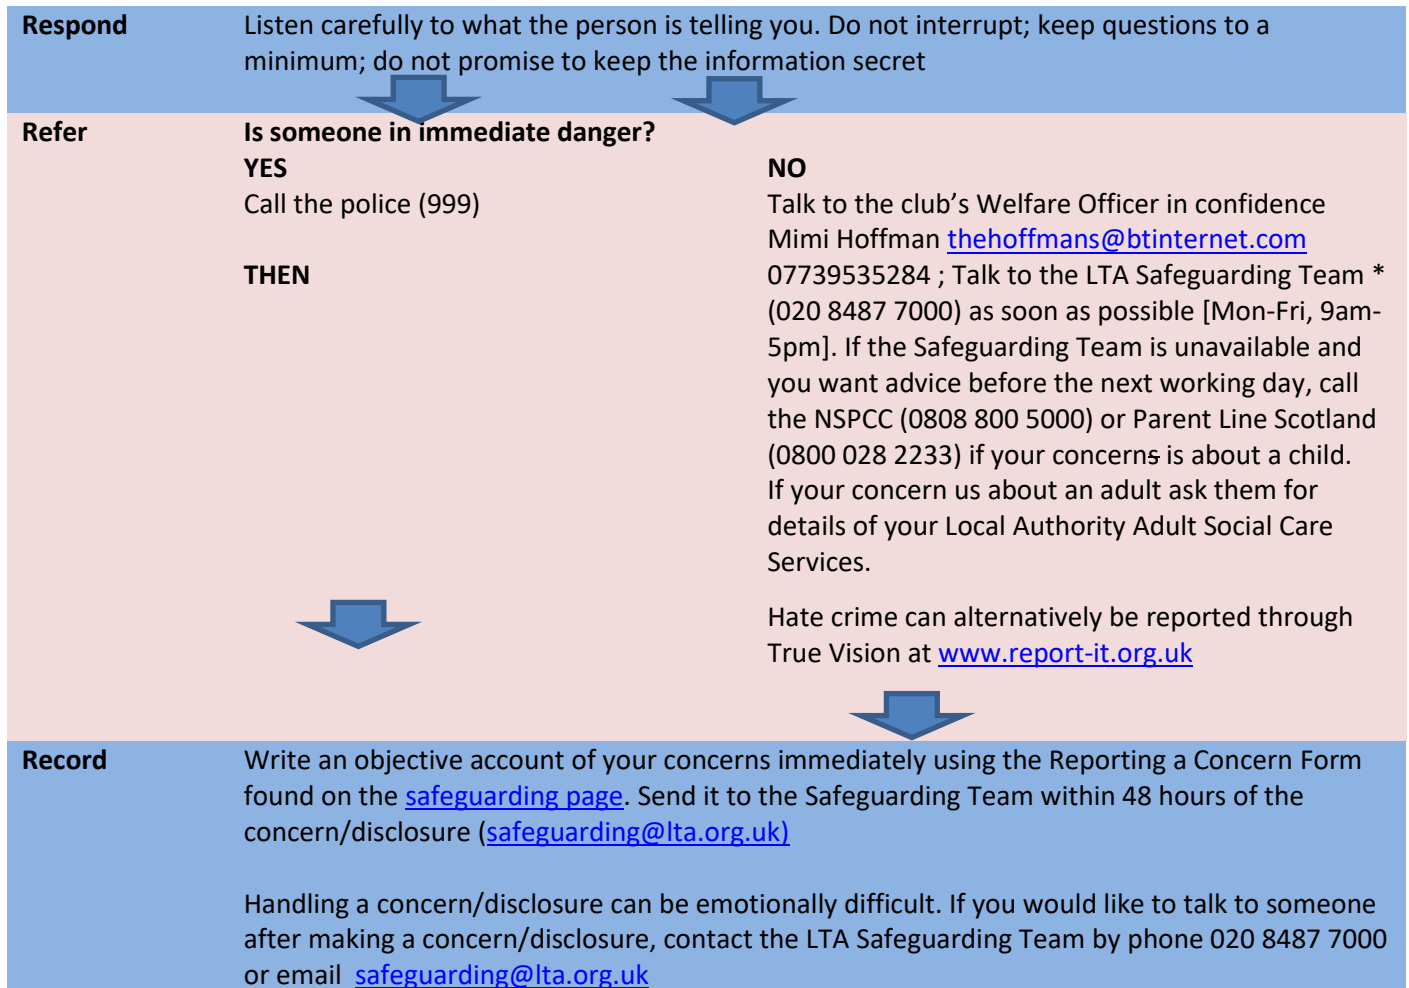 Respond
Listen carefully to what the person is telling you. Do not interrupt; keep questions to a
minimum; do not promise to keep the information secret
Refer
Is someone in immediate danger?
YES
Call the police (999)
THEN
NO
Talk to the club’s Welfare Officer in confidence
Mimi Hoffman thehoffmans@btinternet.com
07739535284 ; Talk to the LTA Safeguarding Team *
(020 8487 7000) as soon as possible [Mon-Fri, 9am-
5pm]. If the Safeguarding Team is unavailable and
you want advice before the next working day, call
the NSPCC (0808 800 5000) or Parent Line Scotland
(0800 028 2233) if your concerns is about a child.
If your concern us about an adult ask them for
details of your Local Authority Adult Social Care
Services.
Hate crime can alternatively be reported through
True Vision at www.report-it.org.uk
Record
Write an objective account of your concerns immediately using the Reporting a Concern Form
found on the safeguarding page. Send it to the Safeguarding Team within 48 hours of the
concern/disclosure (safeguarding@lta.org.uk)
Handling a concern/disclosure can be emotionally difficult. If you would like to talk to someone
after making a concern/disclosure, contact the LTA Safeguarding Team by phone 020 8487 7000
or email safeguarding@lta.org.uk